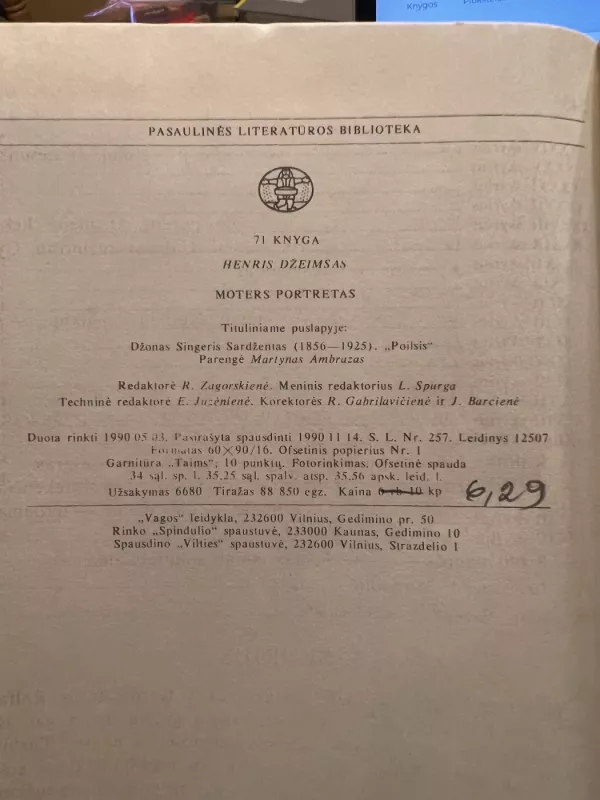 Knygos
PASAULINĖS LITERATŪROS BIBLIOTEKA
71 KNYGA
HENRIS DŽEIMSAS
MOTERS PORTRETAS
Tituliniame puslapyje:
Džonas Singeris Sardžentas (1856—1925). „Poilsis“
Parengė Martynas Ambrazas
Redaktorė R. Zagorskienė. Meninis redaktorius L. Spurga
Techninė redaktorė E. Juzėnienė. Korektorės R. Gabrilavičienė ir J. Barcienė
Duota rinkti 1990 05 03. Pasirašyta spausdinti 1990 11 14. S. L. Nr. 257. Leidinys 12507
Formatas 60×90/16. Ofsetinis popierius Nr. 1
Garnitūra „Taims“, 10 punktų. Fotorinkimas. Ofsetinė spauda
34 sąl. sp. l. 35,25 sąl. spalv. atsp. 35,56 apsk. leid. l.
Užsakymas 6680 Tiražas 88 850 egz. Kaina 6 rb 10 kp 6,29
„Vagos“ leidykla, 232600 Vilnius, Gedimino pr. 50
Rinko „Spindulio“ spaustuvė, 233000 Kaunas, Gedimino 10
Spausdino „Vilties“ spaustuvė, 232600 Vilnius, Strazdelio 1